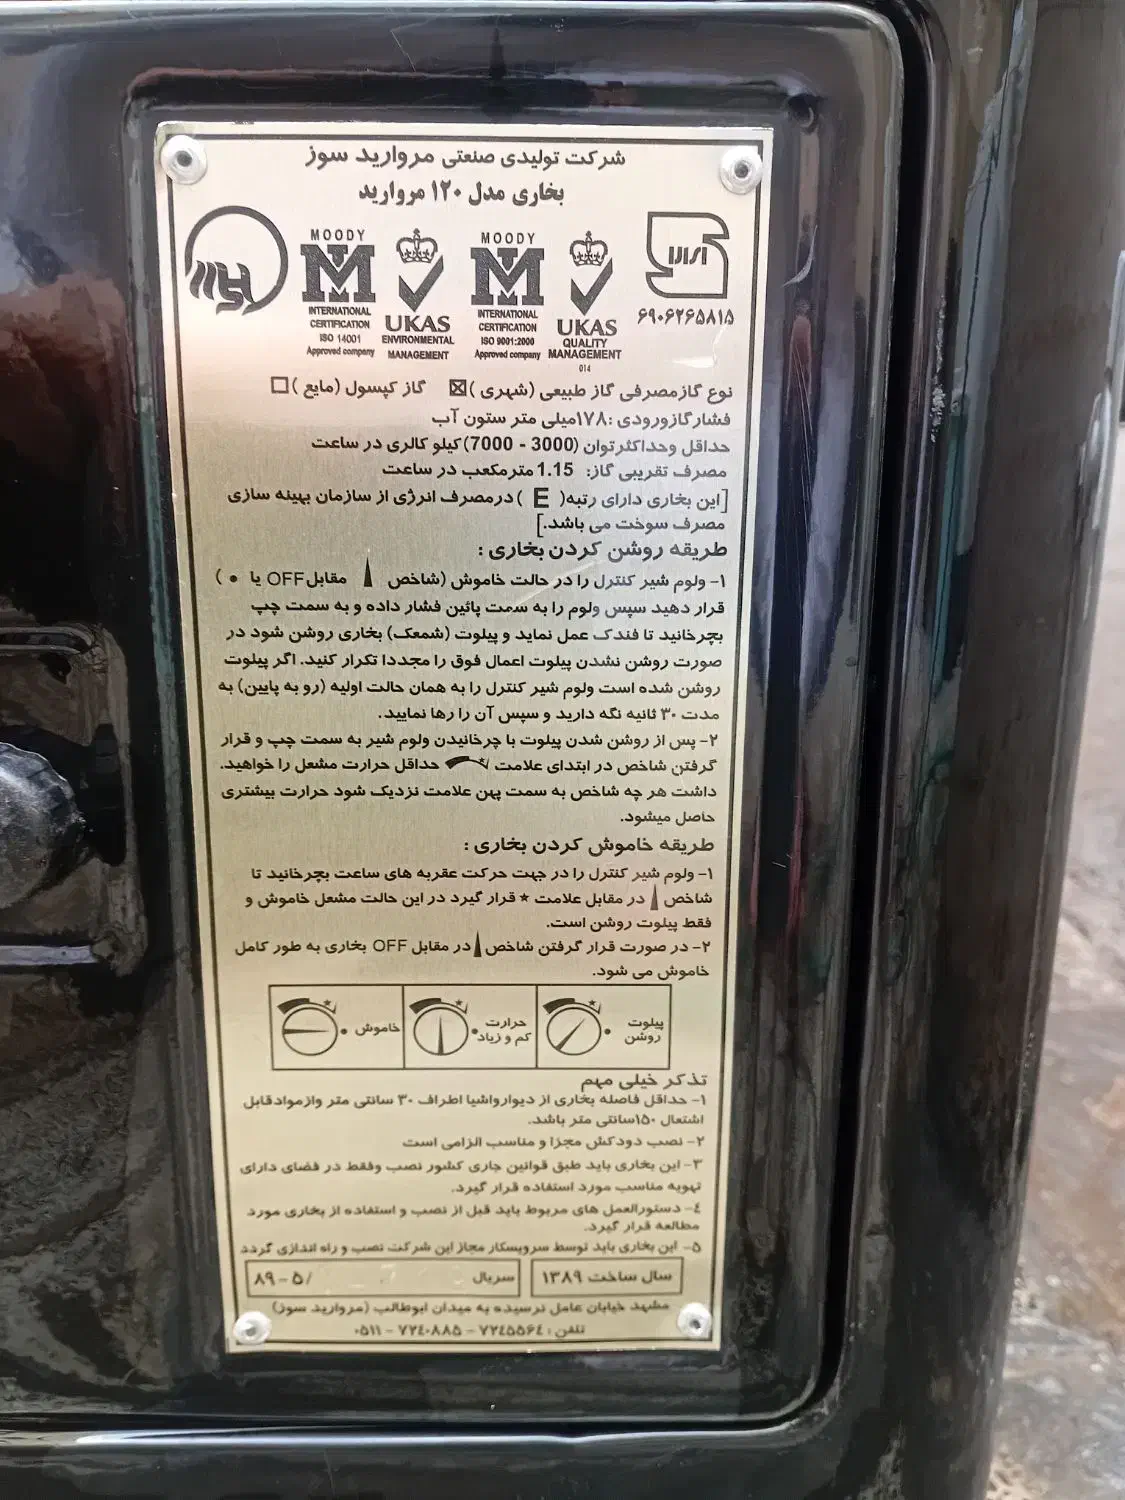 شرکت تولیدی صنعتی مروارید سوز
بخاری مدل ۱۲۰ مروارید
MOODY
INTERNATIONAL
CERTIFICATION
ISO 14001
Approved company
UKAS
ENVIRONMENTAL
MANAGEMENT
MOODY
INTERNATIONAL
CERTIFICATION
ISO 9001:2000
Approved company
UKAS
QUALITY
MANAGEMENT
014
۶۹۰۶۲۶۵۸۱۵
نوع گازمصرفی گاز طبیعی (شهری )☒ گاز کپسول (مایع )☐
فشارگازورودی :۱۷۸میلی متر ستون آب
حداقل وحداکثرتوان (3000 - 7000)کیلو کالری در ساعت
مصرف تقریبی گاز: 1.15 مترمکعب در ساعت
[این بخاری دارای رتبه( E ) درمصرف انرژی از سازمان بهینه سازی
مصرف سوخت می باشد.]
طریقه روشن کردن بخاری :
۱- ولوم شیر کنترل را در حالت خاموش (شاخص مقابلOFF یا • )
قرار دهید سپس ولوم را به سمت پائین فشار داده و به سمت چپ
بچرخانید تا فندک عمل نماید و پیلوت (شمعک) بخاری روشن شود در
صورت روشن نشدن پیلوت اعمال فوق را مجددا تکرار کنید. اگر پیلوت
روشن شده است ولوم شیر کنترل را به همان حالت اولیه (رو به پایین) به
مدت ۳۰ ثانیه نگه دارید و سپس آن را رها نمایید.
۲- پس از روشن شدن پیلوت با چرخانیدن ولوم شیر به سمت چپ و قرار
گرفتن شاخص در ابتدای علامت حداقل حرارت مشعل را خواهید.
داشت هر چه شاخص به سمت پهن علامت نزدیک شود حرارت بیشتری
حاصل میشود.
طریقه خاموش کردن بخاری :
۱- ولوم شیر کنترل را در جهت حرکت عقربه های ساعت بچرخانید تا
شاخص در مقابل علامت ★ قرار گیرد در این حالت مشعل خاموش و
فقط پیلوت روشن است.
۲- در صورت قرار گرفتن شاخص در مقابل OFF بخاری به طور کامل
خاموش می شود.
پیلوت
روشن
حرارت
کم و زیاد
خاموش
تذکر خیلی مهم
۱- حداقل فاصله بخاری از دیوارواشیا اطراف ۳۰ سانتی متر وازموادقابل
اشتعال ۱۵۰سانتی متر باشد.
۲- نصب دودکش مجزا و مناسب الزامی است
۳- این بخاری باید طبق قوانین جاری کشور نصب وفقط در فضای دارای
تهویه مناسب مورد استفاده قرار گیرد.
٤- دستورالعمل های مربوط باید قبل از نصب و استفاده از بخاری مورد
مطالعه قرار گیرد.
۵- این بخاری باید توسط سرویسکار مجاز این شرکت نصب و راه اندازی گردد
سال ساخت ۱۳۸۹
سریال /۵ - ۸۹
مشهد خیابان عامل نرسیده به میدان ابوطالب (مروارید سوز)
تلفن : ۷۲٤۵۵۶٤ - ۷۲٤۰۸۸۵ - ۰۵۱۱